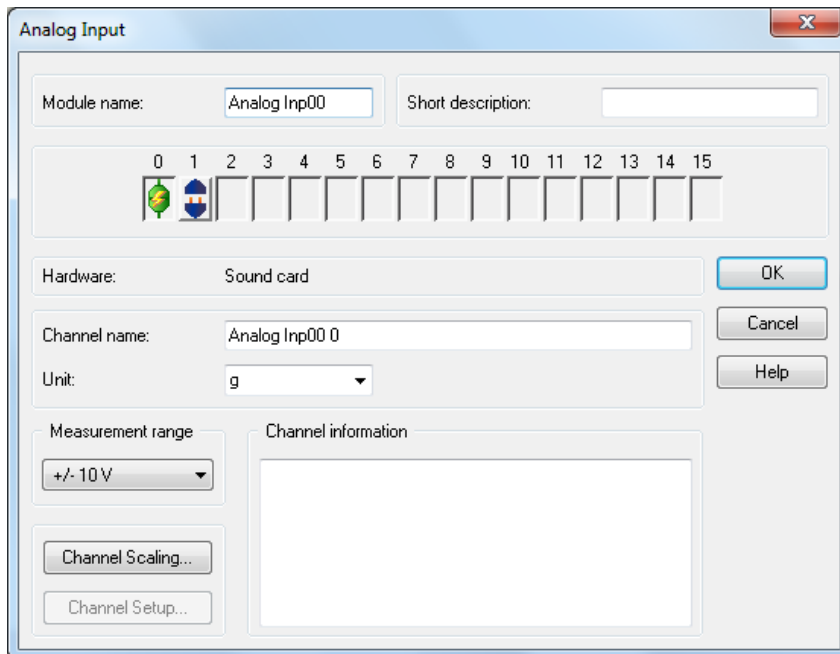 Analog Input
Module name: Analog Inp00 Short description:
0 1 2 3 4 5 6 7 8 9 10 11 12 13 14 15
Hardware: Sound card
OK
Channel name: Analog Inp00 0
Cancel
Unit: g
Help
Measurement range Channel information
+/- 10 V
Channel Scaling...
Channel Setup...